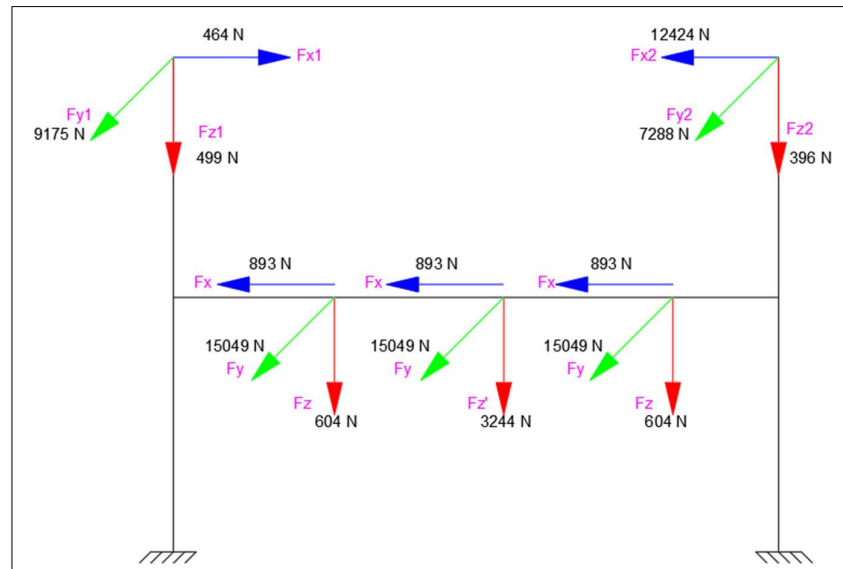 464 N
Fx1
12424 N
Fx2
Fy1
9175 N
Fz1
499 N
Fy2
7288 N
Fz2
396 N
893 N
Fx
893 N
Fx
893 N
Fx
15049 N
Fy
15049 N
Fy
15049 N
Fy
Fz
604 N
Fz'
3244 N
Fz
604 N